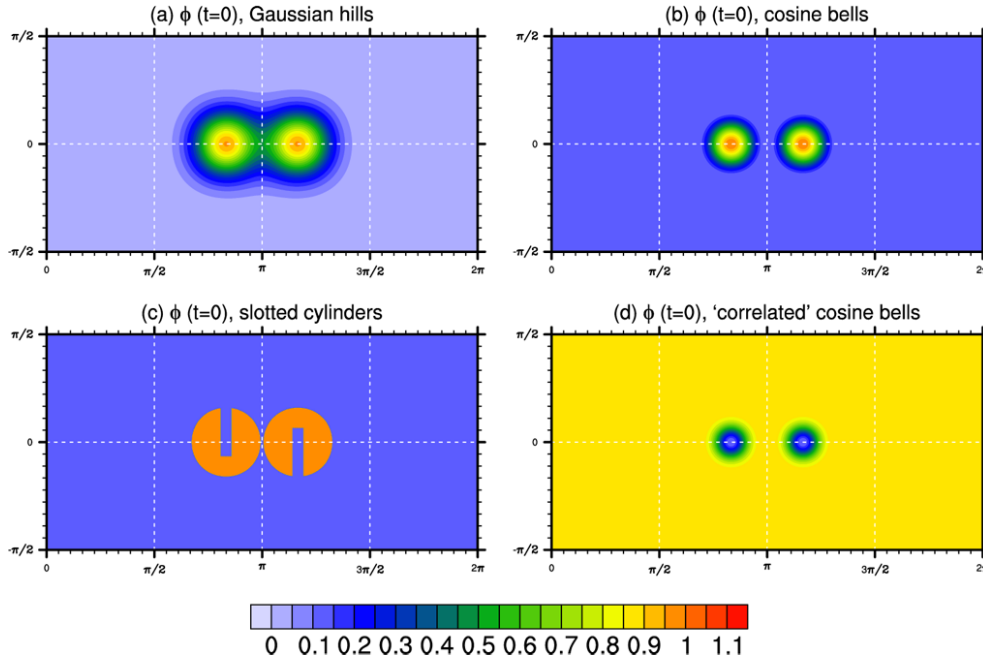 (a) ϕ (t=0), Gaussian hills
π/2
0
-π/2
0 π/2 π 3π/2 2π
(b) ϕ (t=0), cosine bells
π/2
0
-π/2
0 π/2 π 3π/2 2
(c) ϕ (t=0), slotted cylinders
π/2
0
-π/2
0 π/2 π 3π/2 2π
(d) ϕ (t=0), 'correlated' cosine bells
π/2
0
-π/2
0 π/2 π 3π/2 2
0 0.1 0.2 0.3 0.4 0.5 0.6 0.7 0.8 0.9 1 1.1